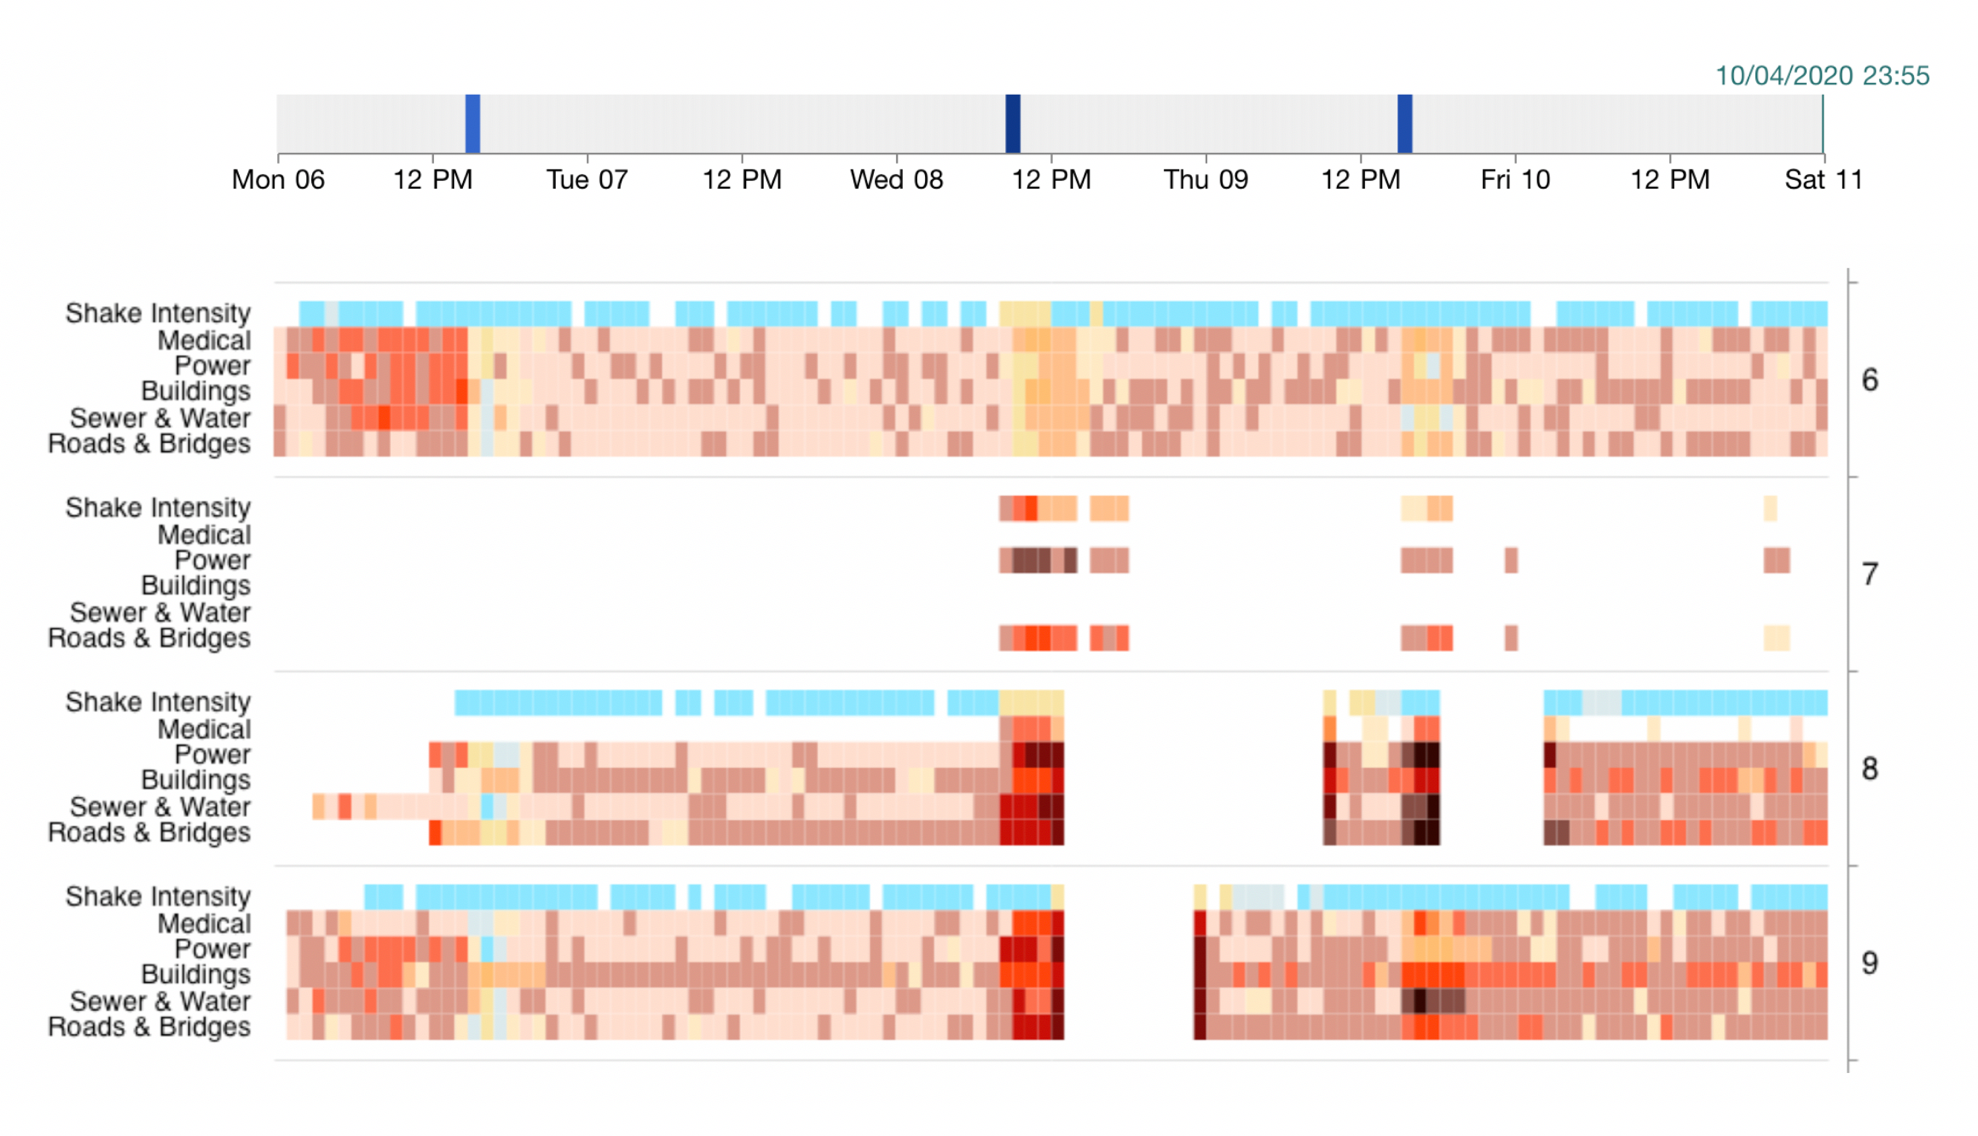 10/04/2020 23:55
Mon 06 12 PM Tue 07 12 PM Wed 08 12 PM Thu 09 12 PM Fri 10 12 PM Sat 11
Shake Intensity
Medical
Power
Buildings
Sewer & Water
Roads & Bridges
6
Shake Intensity
Medical
Power
Buildings
Sewer & Water
Roads & Bridges
7
Shake Intensity
Medical
Power
Buildings
Sewer & Water
Roads & Bridges
8
Shake Intensity
Medical
Power
Buildings
Sewer & Water
Roads & Bridges
9